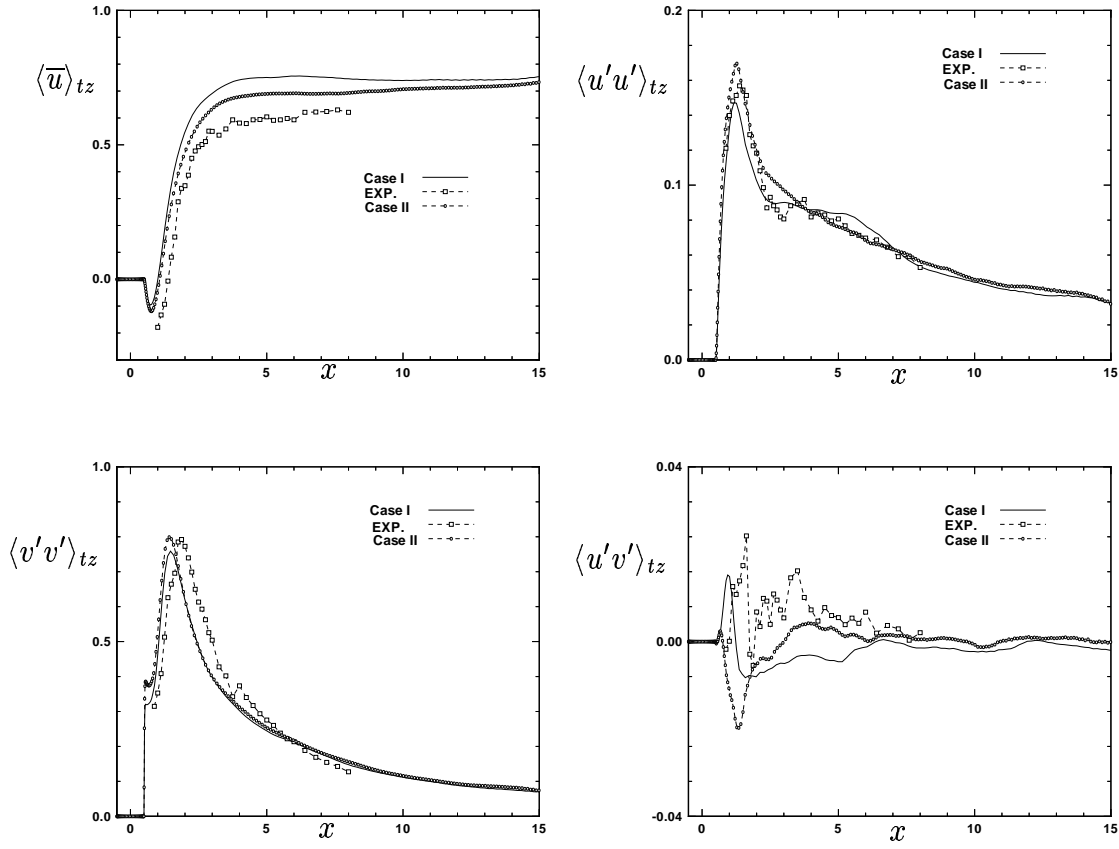 1.0
⟨u̅⟩tz
Case I
EXP.
Case II
0.5
0.0
0
5
10
15
x
0.2
⟨u′u′⟩tz
Case I
EXP.
Case II
0.1
0.0
0
5
10
15
x
1.0
⟨v′v′⟩tz
Case I
EXP.
Case II
0.5
0.0
0
5
10
15
x
0.04
⟨u′v′⟩tz
Case I
EXP.
Case II
0.00
-0.04
0
5
10
15
x